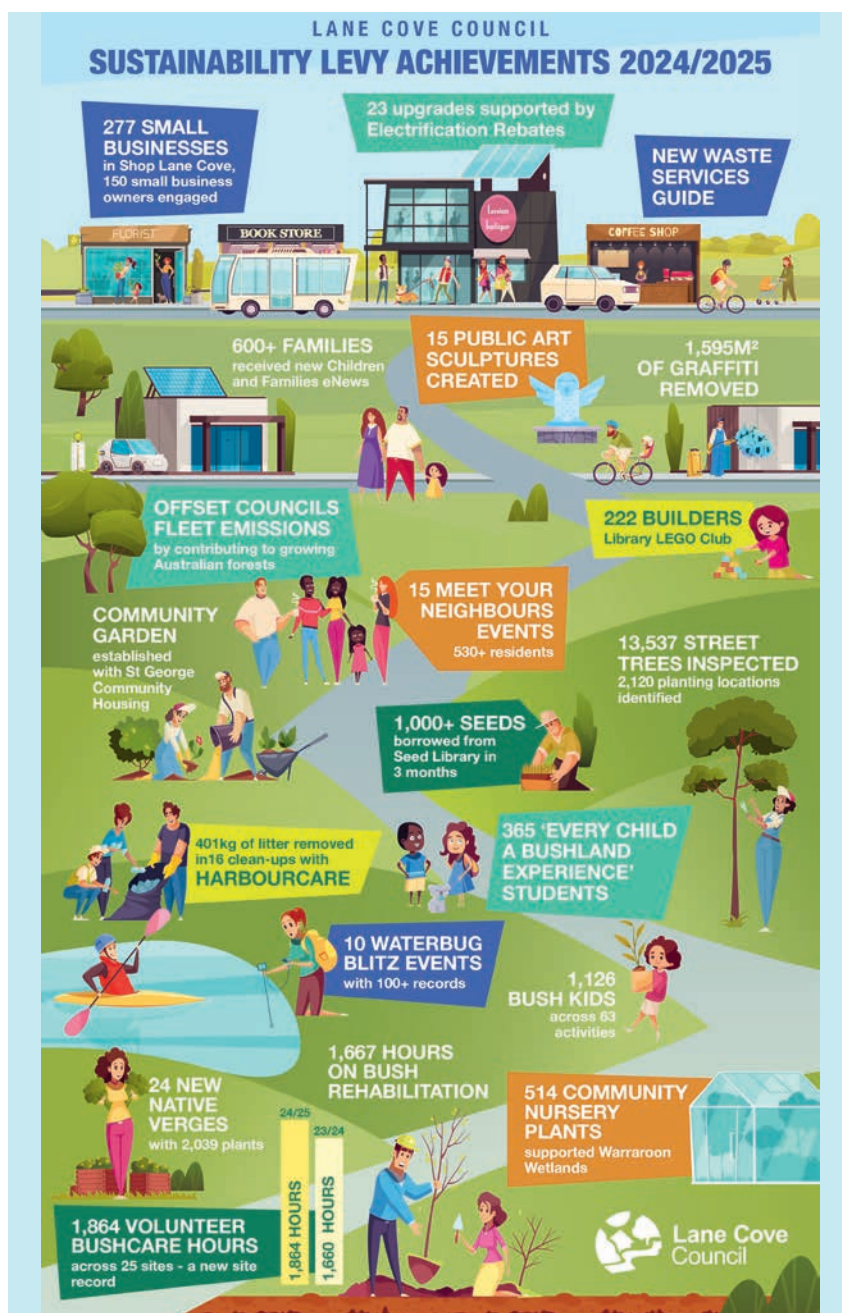 LANE COVE COUNCIL
SUSTAINABILITY LEVY ACHIEVEMENTS 2024/2025
277 SMALL
BUSINESSES
in Shop Lane Cove,
150 small business
owners engaged
23 upgrades supported by
Electrification Rebates
NEW WASTE
SERVICES
GUIDE
FLORIST
BOOK STORE
COFFEE SHOP
600+ FAMILIES
received new Children
and Families eNews
15 PUBLIC ART
SCULPTURES
CREATED
1,595M²
OF GRAFFITI
REMOVED
OFFSET COUNCILS
FLEET EMISSIONS
by contributing to growing
Australian forests
222 BUILDERS
Library LEGO Club
COMMUNITY
GARDEN
established
with St George
Community
Housing
15 MEET YOUR
NEIGHBOURS
EVENTS
530+ residents
13,537 STREET
TREES INSPECTED
2,120 planting locations
identified
1,000+ SEEDS
borrowed from
Seed Library in
3 months
401kg of litter removed
in16 clean-ups with
HARBOURCARE
365 ‘EVERY CHILD
A BUSHLAND
EXPERIENCE’
STUDENTS
10 WATERBUG
BLITZ EVENTS
with 100+ records
1,126
BUSH KIDS
across 63
activities
1,667 HOURS
ON BUSH
REHABILITATION
24 NEW
NATIVE
VERGES
with 2,039 plants
24/25
23/24
1,864 HOURS
1,660 HOURS
514 COMMUNITY
NURSERY
PLANTS
supported Warraroon
Wetlands
1,864 VOLUNTEER
BUSHCARE HOURS
across 25 sites - a new site
record
Lane Cove
Council